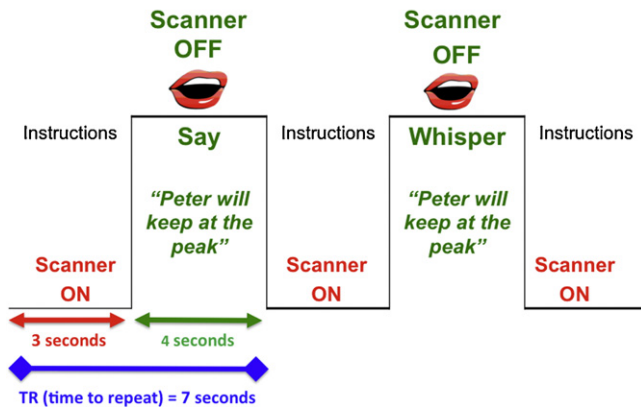 Scanner
OFF
Scanner
OFF
Instructions
Say
Instructions
Whisper
Instructions
“Peter will
keep at the
peak”
“Peter will
keep at the
peak”
Scanner
ON
Scanner
ON
Scanner
ON
3 seconds
4 seconds
TR (time to repeat) = 7 seconds